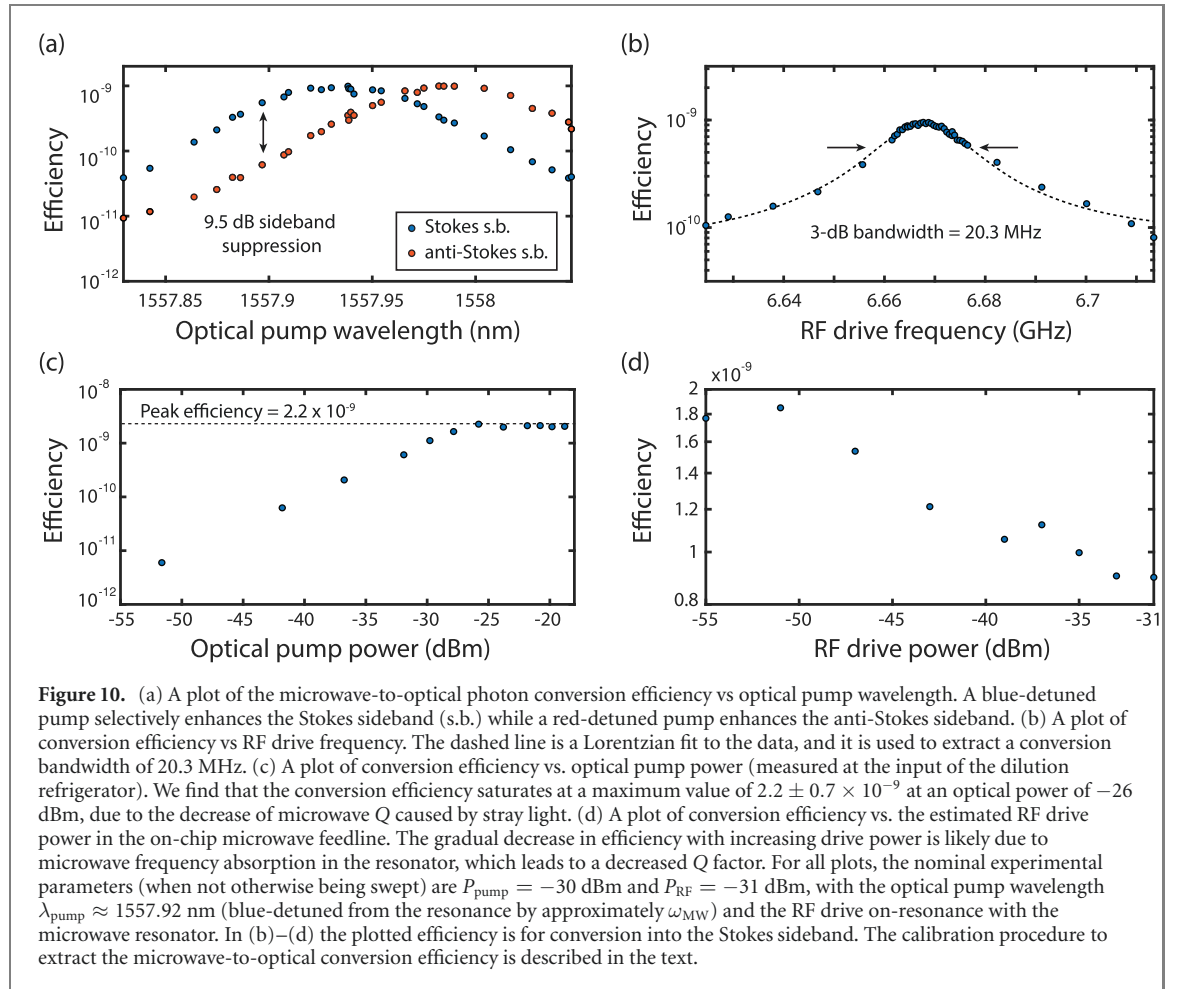 (a)
Efficiency
10-9
10-10
10-11
10-12
9.5 dB sideband
suppression
Stokes s.b.
anti-Stokes s.b.
1557.85 1557.9 1557.95 1558
Optical pump wavelength (nm)
(b)
Efficiency
10-9
10-10
3-dB bandwidth = 20.3 MHz
6.64 6.66 6.68 6.7
RF drive frequency (GHz)
(c)
Efficiency
10-8
10-9
10-10
10-11
10-12
Peak efficiency = 2.2 x 10-9
-55 -50 -45 -40 -35 -30 -25 -20
Optical pump power (dBm)
(d)
Efficiency
x10-9
2
1.8
1.6
1.4
1.2
1
0.8
-55 -50 -45 -40 -35 -31
RF drive power (dBm)
Figure 10. (a) A plot of the microwave-to-optical photon conversion efficiency vs optical pump wavelength. A blue-detuned
pump selectively enhances the Stokes sideband (s.b.) while a red-detuned pump enhances the anti-Stokes sideband. (b) A plot of
conversion efficiency vs RF drive frequency. The dashed line is a Lorentzian fit to the data, and it is used to extract a conversion
bandwidth of 20.3 MHz. (c) A plot of conversion efficiency vs. optical pump power (measured at the input of the dilution
refrigerator). We find that the conversion efficiency saturates at a maximum value of 2.2 ± 0.7 × 10−9 at an optical power of −26
dBm, due to the decrease of microwave Q caused by stray light. (d) A plot of conversion efficiency vs. the estimated RF drive
power in the on-chip microwave feedline. The gradual decrease in efficiency with increasing drive power is likely due to
microwave frequency absorption in the resonator, which leads to a decreased Q factor. For all plots, the nominal experimental
parameters (when not otherwise being swept) are Ppump = −30 dBm and PRF = −31 dBm, with the optical pump wavelength
λpump ≈ 1557.92 nm (blue-detuned from the resonance by approximately ωMW) and the RF drive on-resonance with the
microwave resonator. In (b)–(d) the plotted efficiency is for conversion into the Stokes sideband. The calibration procedure to
extract the microwave-to-optical conversion efficiency is described in the text.